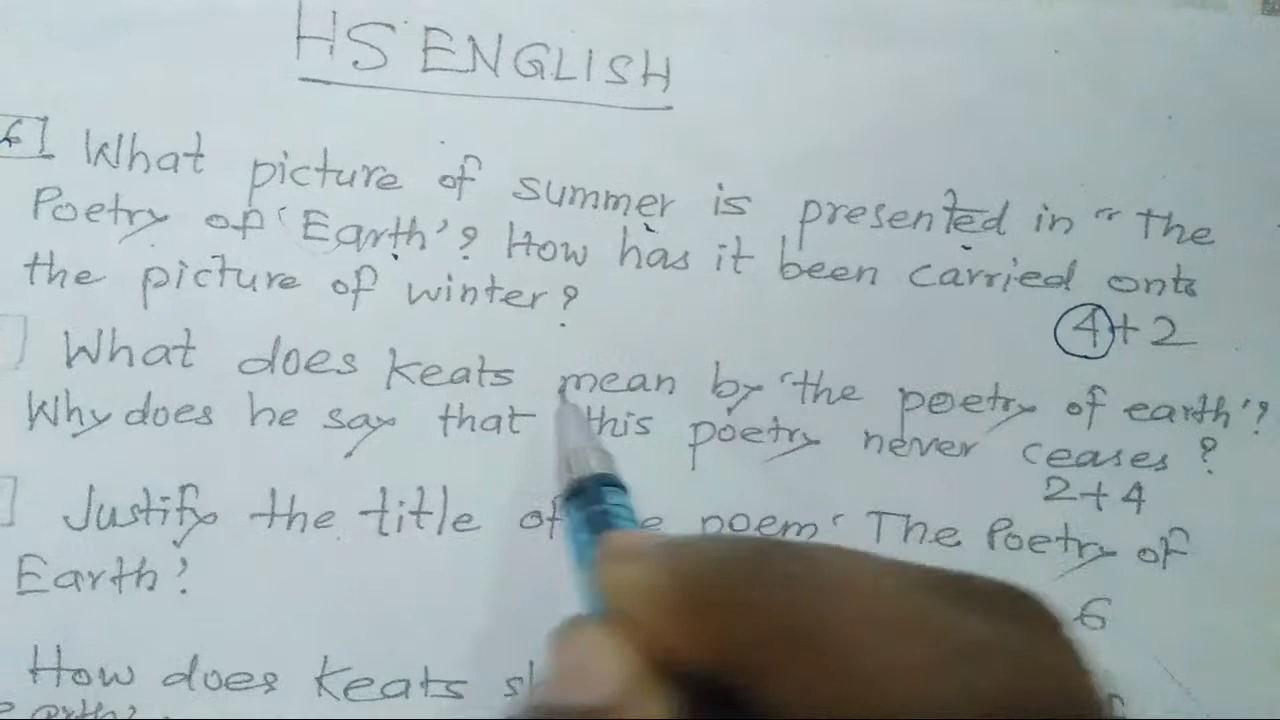 HS ENGLISH
What picture of summer is presented in "The
Poetry of 'Earth'? How has it been carried onto
the picture of winter?
4+2
What does Keats mean by 'the poetry of earth'?
Why does he say that this poetry never ceases?
2+4
Justify the title of poem 'The Poetry of
Earth'.
6
How does Keats